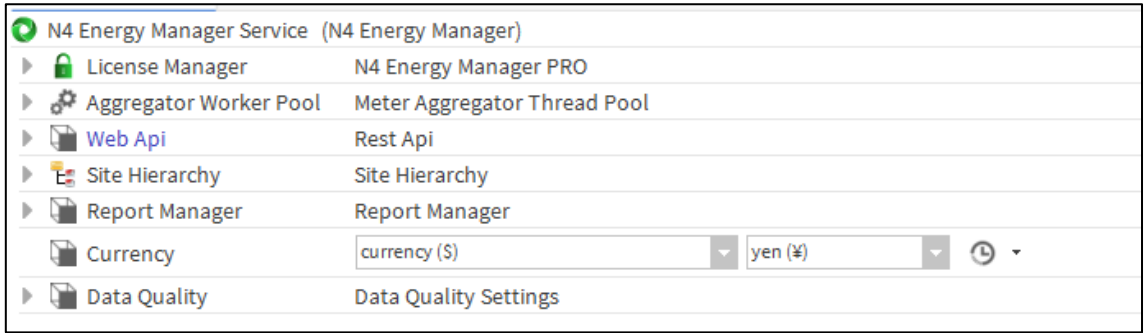 N4 Energy Manager Service (N4 Energy Manager)
License Manager N4 Energy Manager PRO
Aggregator Worker Pool Meter Aggregator Thread Pool
Web Api Rest Api
Site Hierarchy Site Hierarchy
Report Manager Report Manager
Currency currency ($) yen (¥)
Data Quality Data Quality Settings